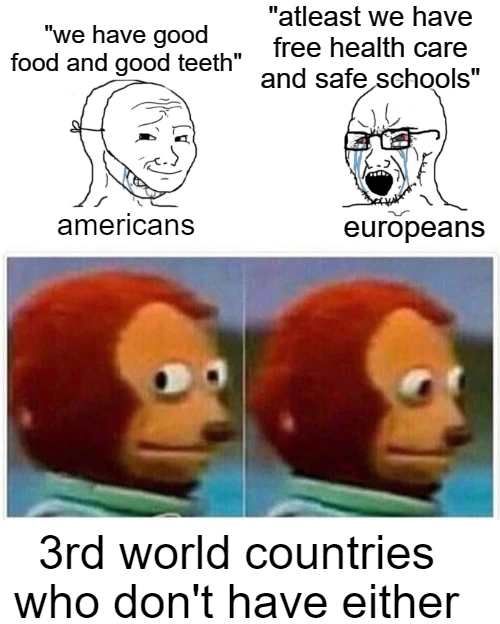 "we have good
food and good teeth"
"atleast we have
free health care
and safe schools"
americans
europeans
3rd world countries
who don't have either